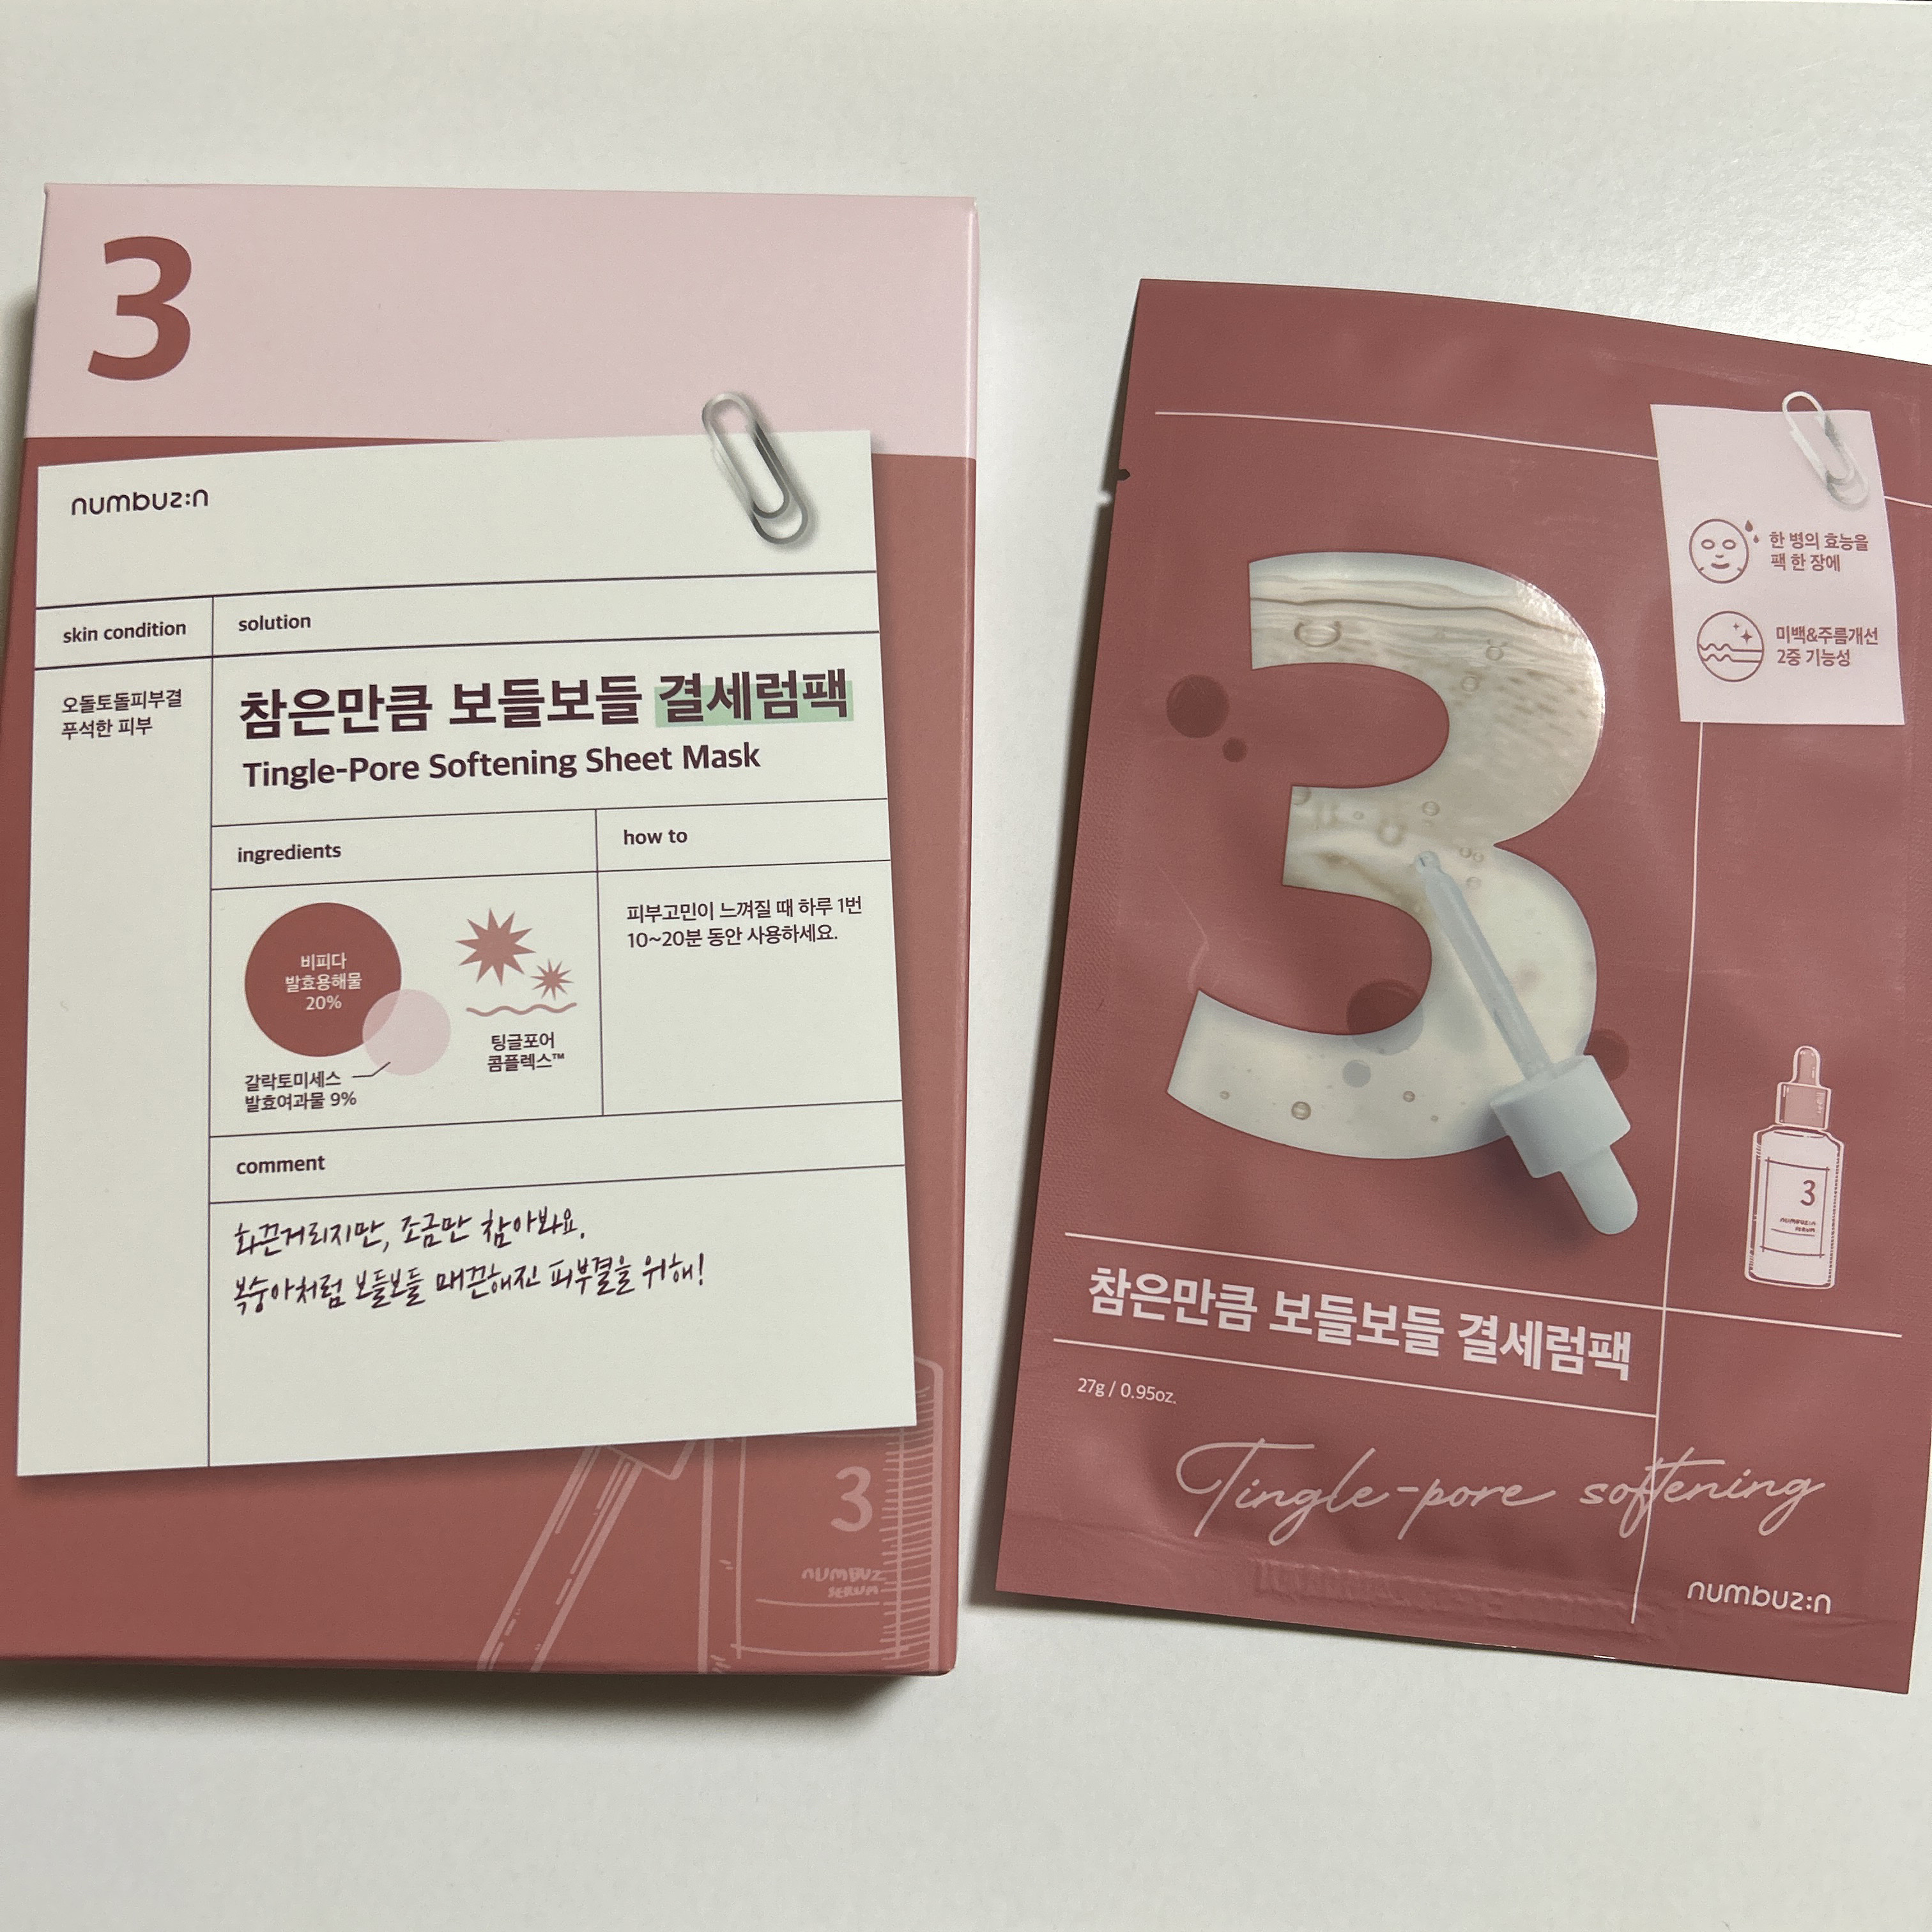 3
numbuz:n
skin condition
solution
오돌토돌피부결
푸석한 피부
참은만큼 보들보들 결세럼팩
Tingle-Pore Softening Sheet Mask
ingredients
how to
비피다
발효용해물
20%
갈락토미세스
발효여과물 9%
팅글포어
콤플렉스™
피부고민이 느껴질 때 하루 1번
10~20분 동안 사용하세요.
comment
화끈거리지만, 조금만 참아봐요.
복숭아처럼 보들보들 매끈해진 피부결을 위해!
3
NUMBUZ
SERUM
한 병의 효능을
팩 한 장에
미백&주름개선
2중 기능성
3
3
NUMBUZ:N
SERUM
참은만큼 보들보들 결세럼팩
27g / 0.95oz.
Tingle-pore softening
numbuz:n